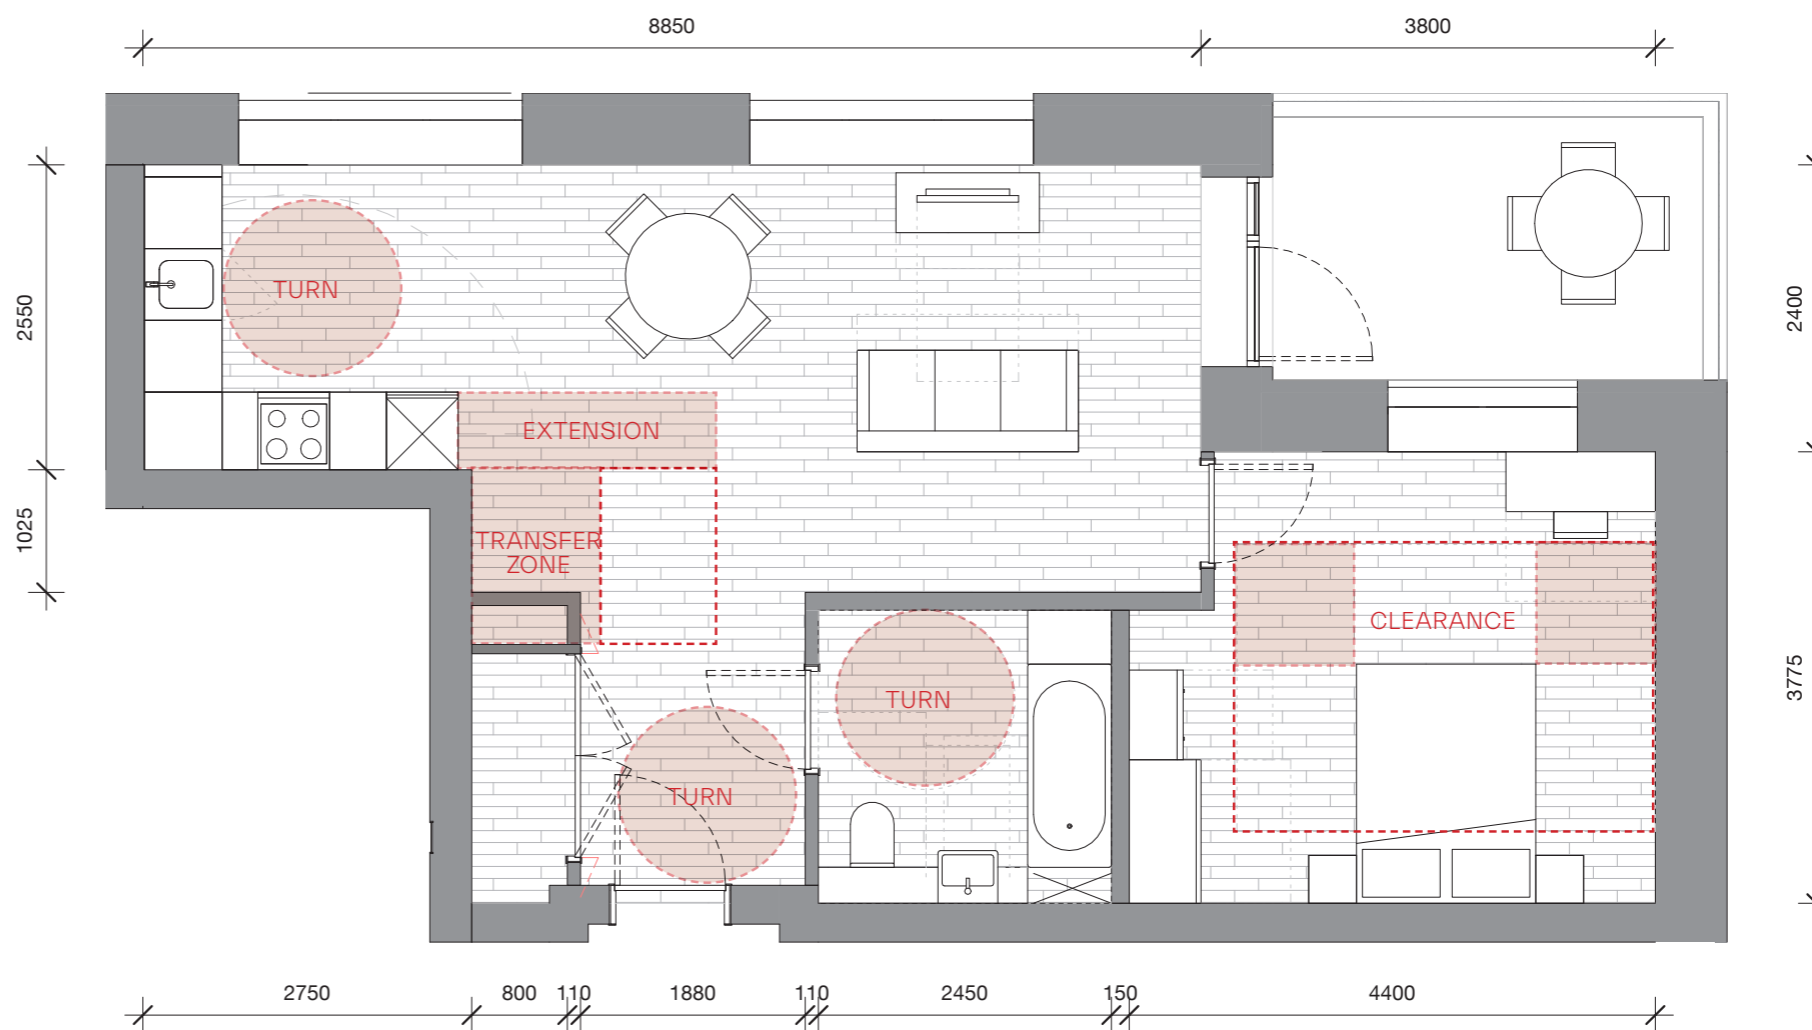 8850
3800
2550
1025
2400
3775
TURN
EXTENSION
TRANSFER
ZONE
CLEARANCE
TURN
TURN
2750
800
110
1880
110
2450
150
4400